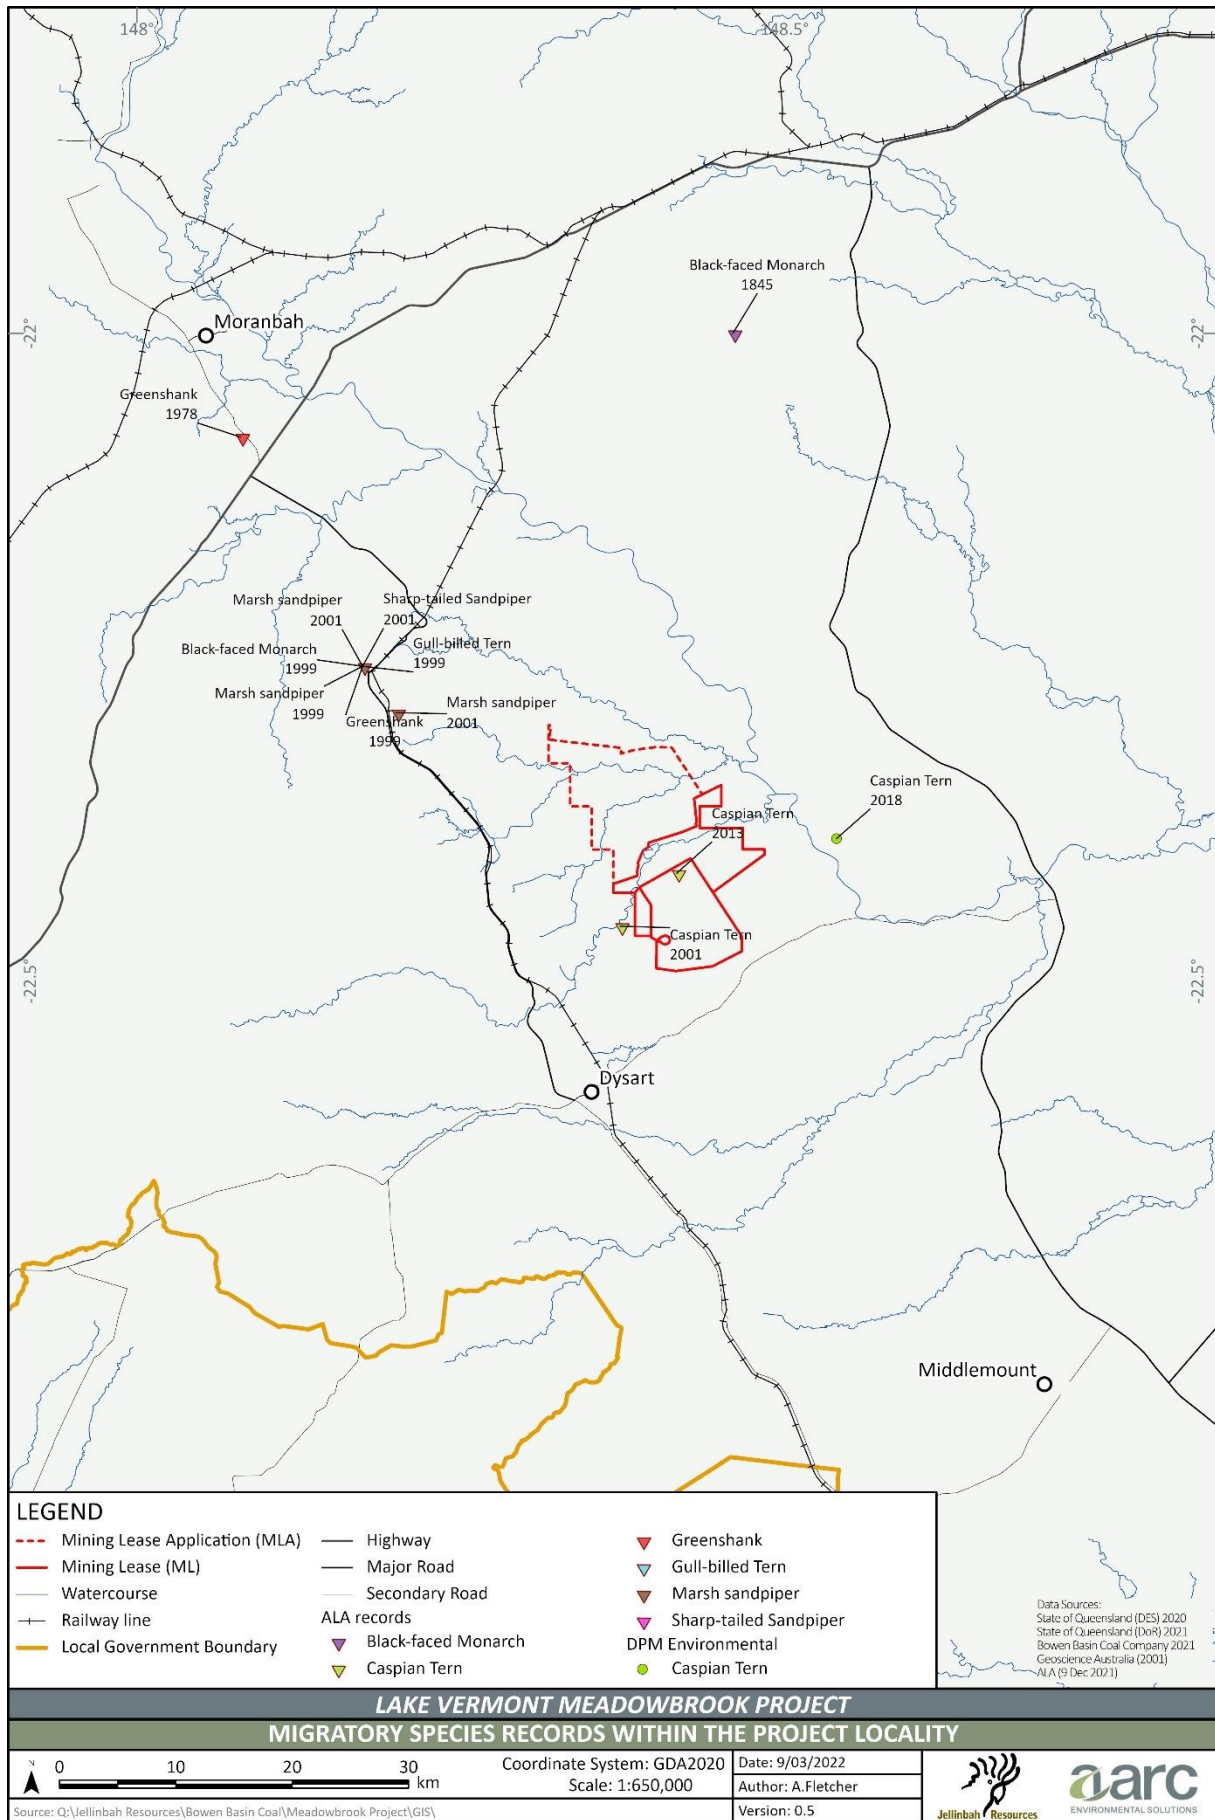 148°
148.5°
Black-faced Monarch
1845
-22°
-22°
Moranbah
Greenshank
1978
Marsh sandpiper
2001
Sharp-tailed Sandpiper
2001
Gull-billed Tern
1999
Black-faced Monarch
1999
Marsh sandpiper
1999
Greenshank
1999
Marsh sandpiper
2001
Caspian Tern
2018
Caspian Tern
2013
Caspian Tern
2001
-22.5°
-22.5°
Dysart
Middlemount
LEGEND
Mining Lease Application (MLA)
Mining Lease (ML)
Watercourse
Railway line
Local Government Boundary
Highway
Major Road
Secondary Road
ALA records
Black-faced Monarch
Caspian Tern
Greenshank
Gull-billed Tern
Marsh sandpiper
Sharp-tailed Sandpiper
DPM Environmental
Caspian Tern
Data Sources:
State of Queensland (DES) 2020
State of Queensland (DoR) 2021
Bowen Basin Coal Company 2021
Geoscience Australia (2001)
ALA (9 Dec 2021)
LAKE VERMONT MEADOWBROOK PROJECT
MIGRATORY SPECIES RECORDS WITHIN THE PROJECT LOCALITY
N
0 10 20 30
km
Coordinate System: GDA2020
Scale: 1:650,000
Date: 9/03/2022
Author: A.Fletcher
Version: 0.5
Source: Q:\Jellinbah Resources\Bowen Basin Coal\Meadowbrook Project\GIS\
Jellinbah Resources
aarc
ENVIRONMENTAL SOLUTIONS